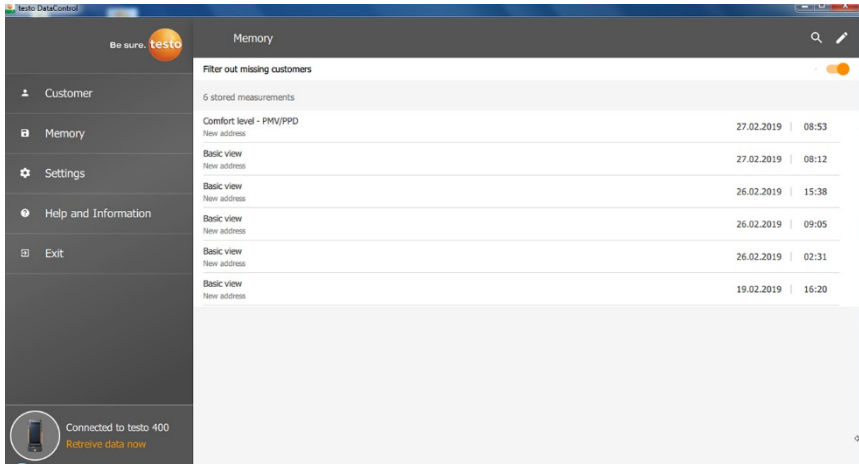 testo DataControl
Be sure. testo
Customer
Memory
Settings
Help and Information
Exit
Connected to testo 400
Retreive data now
Memory
Filter out missing customers
6 stored measurements
Comfort level - PMV/PPD
New address
27.02.2019 | 08:53
Basic view
New address
27.02.2019 | 08:12
Basic view
New address
26.02.2019 | 15:38
Basic view
New address
26.02.2019 | 09:05
Basic view
New address
26.02.2019 | 02:31
Basic view
New address
19.02.2019 | 16:20